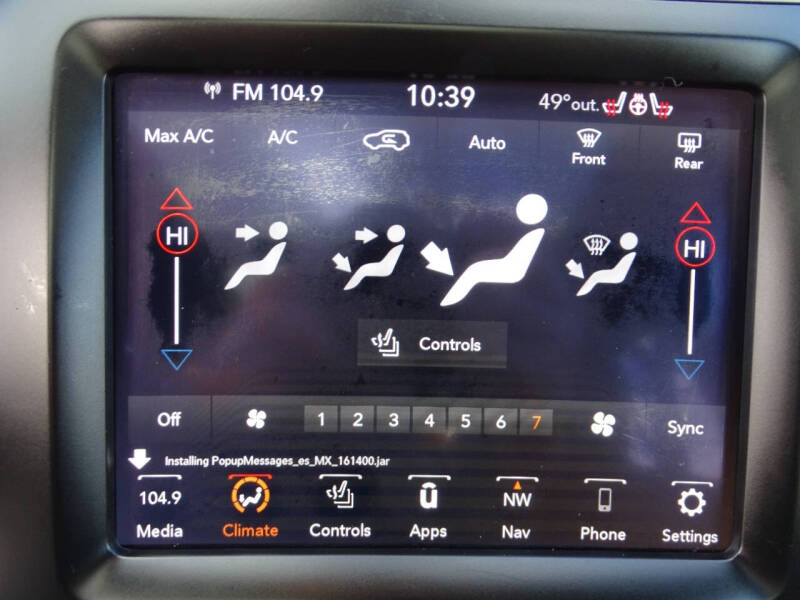 FM 104.9 10:39 49°out.
Max A/C A/C Auto Front Rear
HI HI
Controls
Off 1 2 3 4 5 6 7 Sync
Installing PopupMessages_es_MX_161400.jar
104.9 NW
Media Climate Controls Apps Nav Phone Settings